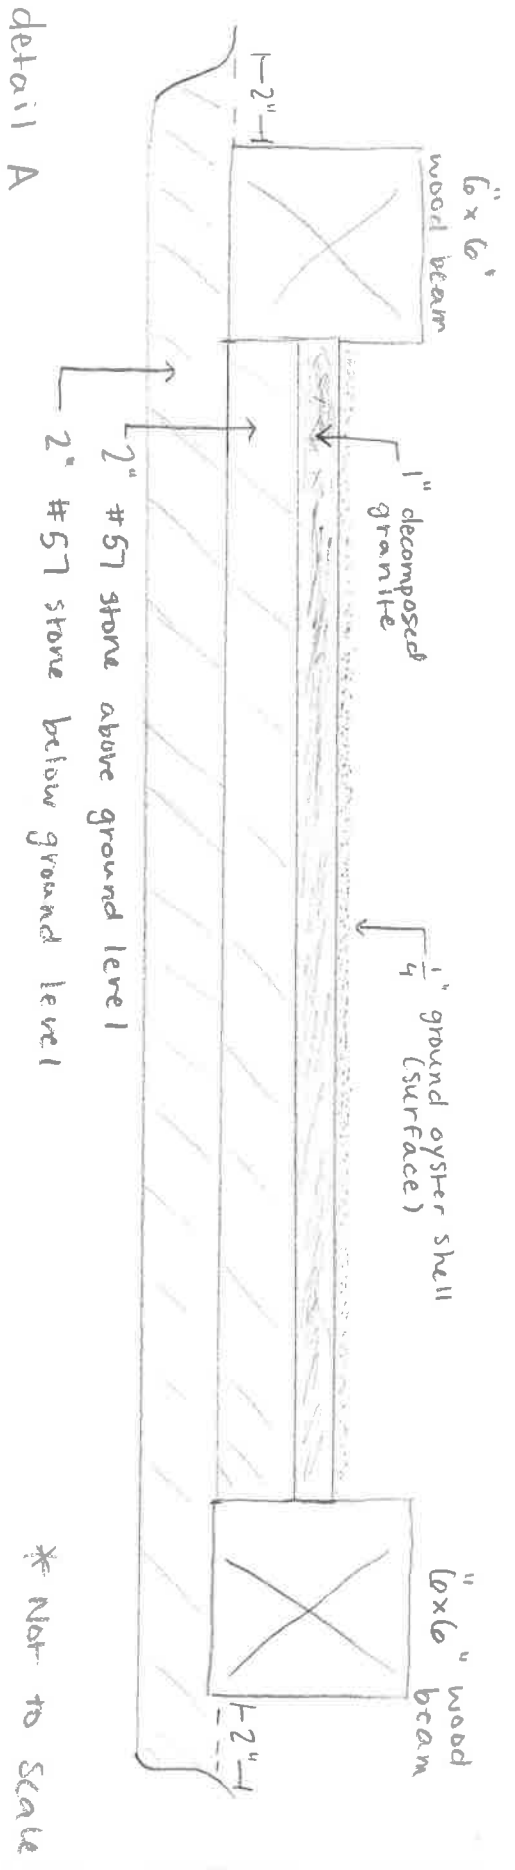 6" x 6"
wood beam
2"
1" decomposed
granite
1/4" ground oyster shell
(surface)
6x6" wood
beam
2"
2" #57 stone above ground level
2" #57 stone below ground level
detail A
* Not to Scale